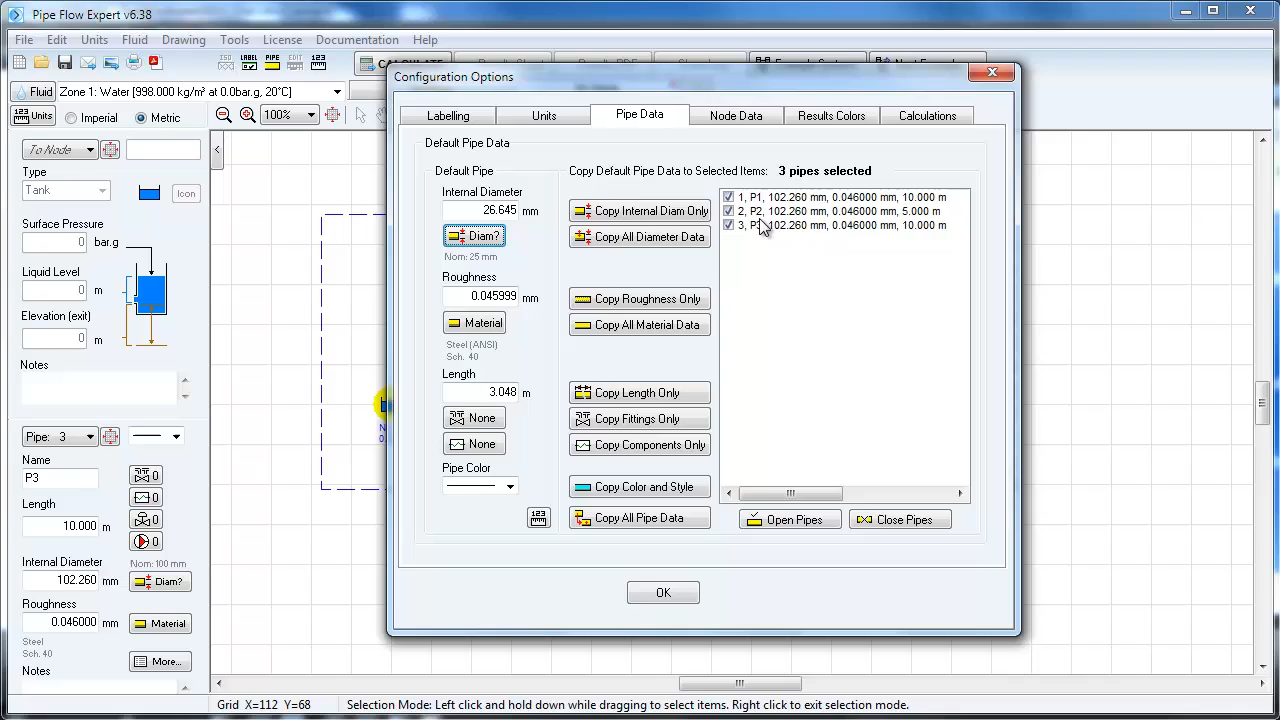 Pipe Flow Expert v6.38
File Edit Units Fluid Drawing Tools License Documentation Help
ISO LABEL PIPE EDIT 123
Fluid Zone 1: Water [998.000 kg/m³ at 0.0bar.g, 20°C]
123 Units Imperial Metric 100%
To Node
Type
Tank Icon
Surface Pressure
0 bar.g
Liquid Level
0 m
Elevation (exit)
0 m
Notes
Pipe: 3
Name
P3 0
Length 0
10.000 m 0
0
Internal Diameter Nom: 100 mm
102.260 mm Diam?
Roughness
0.046000 mm Material
Steel
Sch. 40 More...
Notes
Configuration Options
Labelling Units Pipe Data Node Data Results Colors Calculations
Default Pipe Data
Default Pipe
Internal Diameter
26.645 mm
Diam?
Nom: 25 mm
Roughness
0.045999 mm
Material
Steel (ANSI)
Sch. 40
Length
3.048 m
None
None
Pipe Color
123
Copy Default Pipe Data to Selected Items: 3 pipes selected
Copy Internal Diam Only
Copy All Diameter Data
Copy Roughness Only
Copy All Material Data
Copy Length Only
Copy Fittings Only
Copy Components Only
Copy Color and Style
Copy All Pipe Data
1, P1, 102.260 mm, 0.046000 mm, 10.000 m
2, P2, 102.260 mm, 0.046000 mm, 5.000 m
3, 102.260 mm, 0.046000 mm, 10.000 m
Open Pipes Close Pipes
OK
Grid X=112 Y=68 Selection Mode: Left click and hold down while dragging to select items. Right click to exit selection mode.